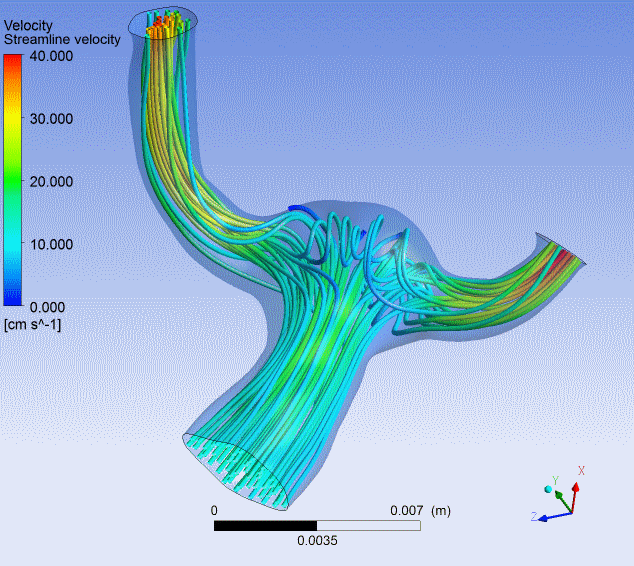 Velocity
Streamline velocity
40.000
30.000
20.000
10.000
0.000
[cm s^-1]
X
Y
Z
0 0.007 (m)
0.0035